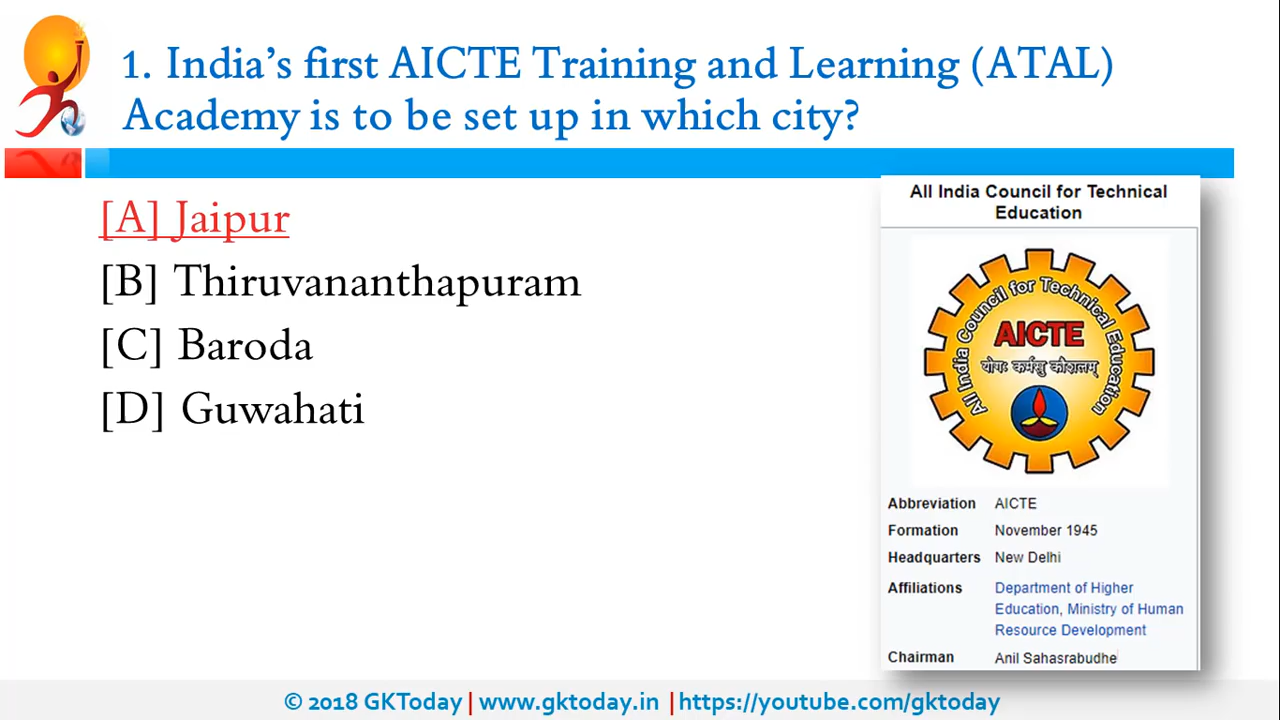 1. India’s first AICTE Training and Learning (ATAL)
Academy is to be set up in which city?
[A] Jaipur
[B] Thiruvananthapuram
[C] Baroda
[D] Guwahati
All India Council for Technical
Education
All India Council for Technical Education
AICTE
योगः कर्मसु कौशलम्
Abbreviation AICTE
Formation November 1945
Headquarters New Delhi
Affiliations Department of Higher
Education, Ministry of Human
Resource Development
Chairman Anil Sahasrabudhe
© 2018 GKToday | www.gktoday.in | https://youtube.com/gktoday